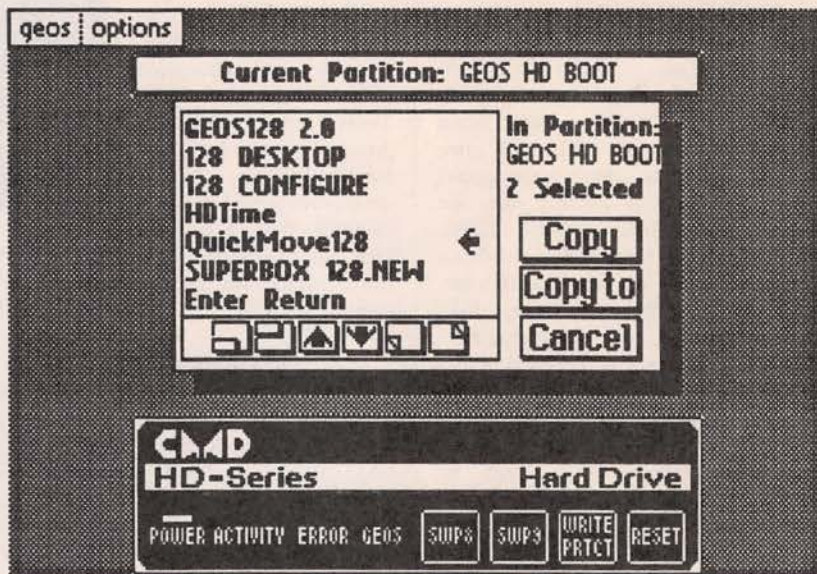 geos options
Current Partition: GEOS HD BOOT
GEOS128 2.0
128 DESKTOP
128 CONFIGURE
HDTime
QuickMove128
SUPERBOX 128.NEW
Enter Return
In Partition:
GEOS HD BOOT
2 Selected
Copy
Copy to
Cancel
CMD
HD-Series Hard Drive
POWER ACTIVITY ERROR GEOS SWP8 SWP9 WRITE PRTCT RESET